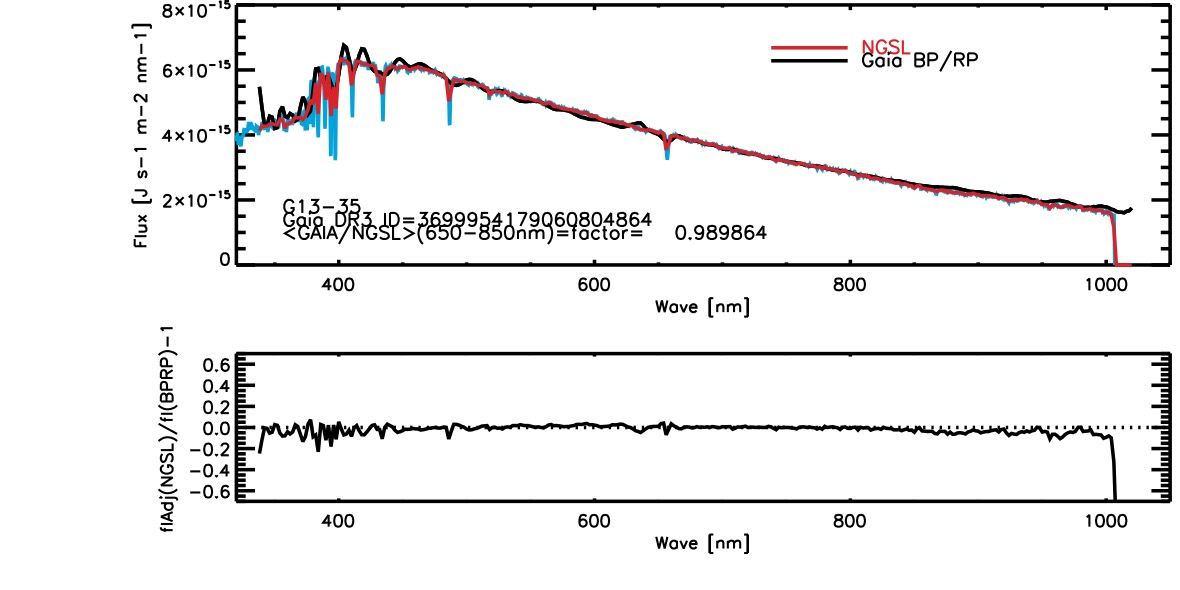 8×10⁻¹⁵
6×10⁻¹⁵
4×10⁻¹⁵
2×10⁻¹⁵
0
Flux [J s−1 m−2 nm−1]
NGSL
Gaia BP/RP
G13−35
Gaia DR3 ID=3699954179060804864
<GAIA/NGSL>(650−850nm)=factor= 0.989864
400 600 800 1000
Wave [nm]
flAdj(NGSL)/fl(BPRP)−1
0.6
0.4
0.2
0.0
−0.2
−0.4
−0.6
400 600 800 1000
Wave [nm]